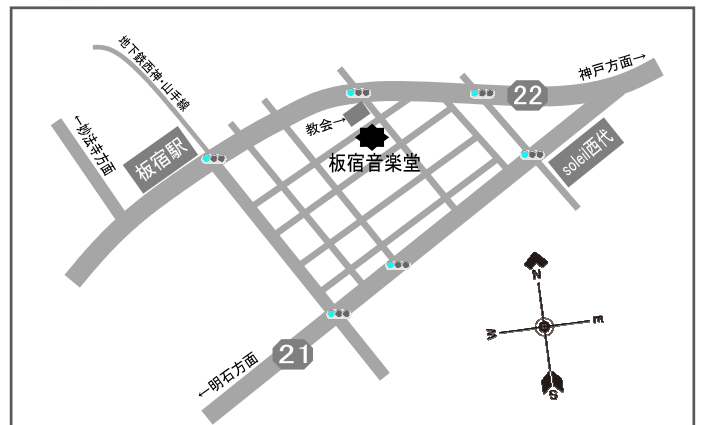 地下鉄西神・山手線
神戸方面→
22
←妙法寺方面
教会→
板宿駅
板宿音楽堂
soleil西代
N
W
E
S
21
←明石方面